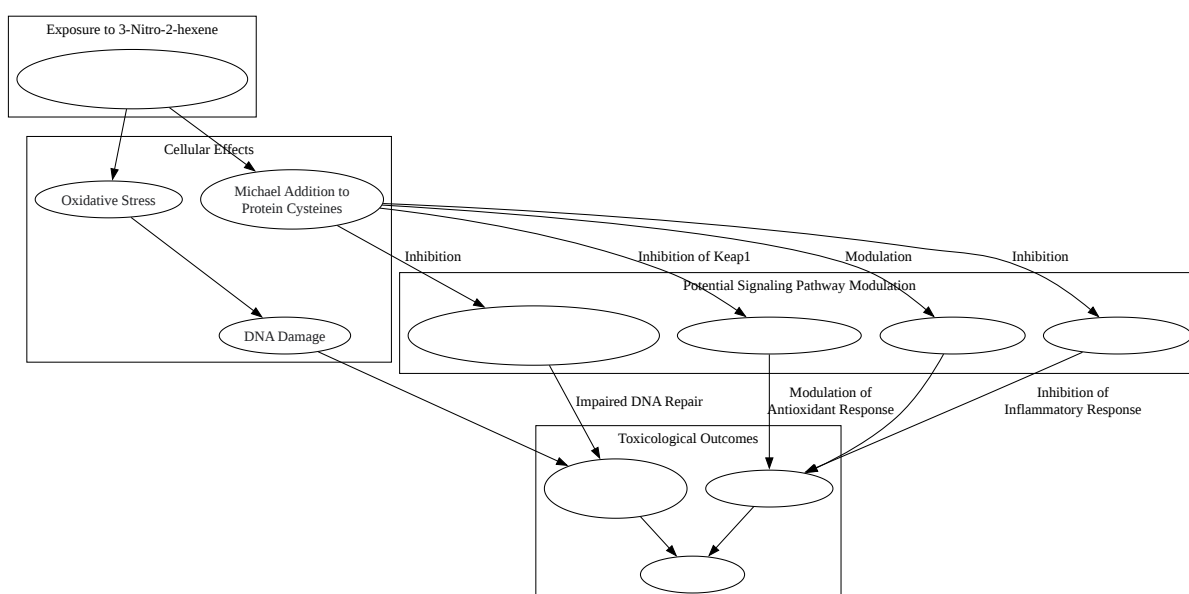 Exposure to 3-Nitro-2-hexene
Cellular Effects
Oxidative Stress
Michael Addition to
Protein Cysteines
Inhibition
Inhibition of Keap1
Modulation
Inhibition
Potential Signaling Pathway Modulation
DNA Damage
Impaired DNA Repair
Modulation of
Antioxidant Response
Inhibition of
Inflammatory Response
Toxicological Outcomes